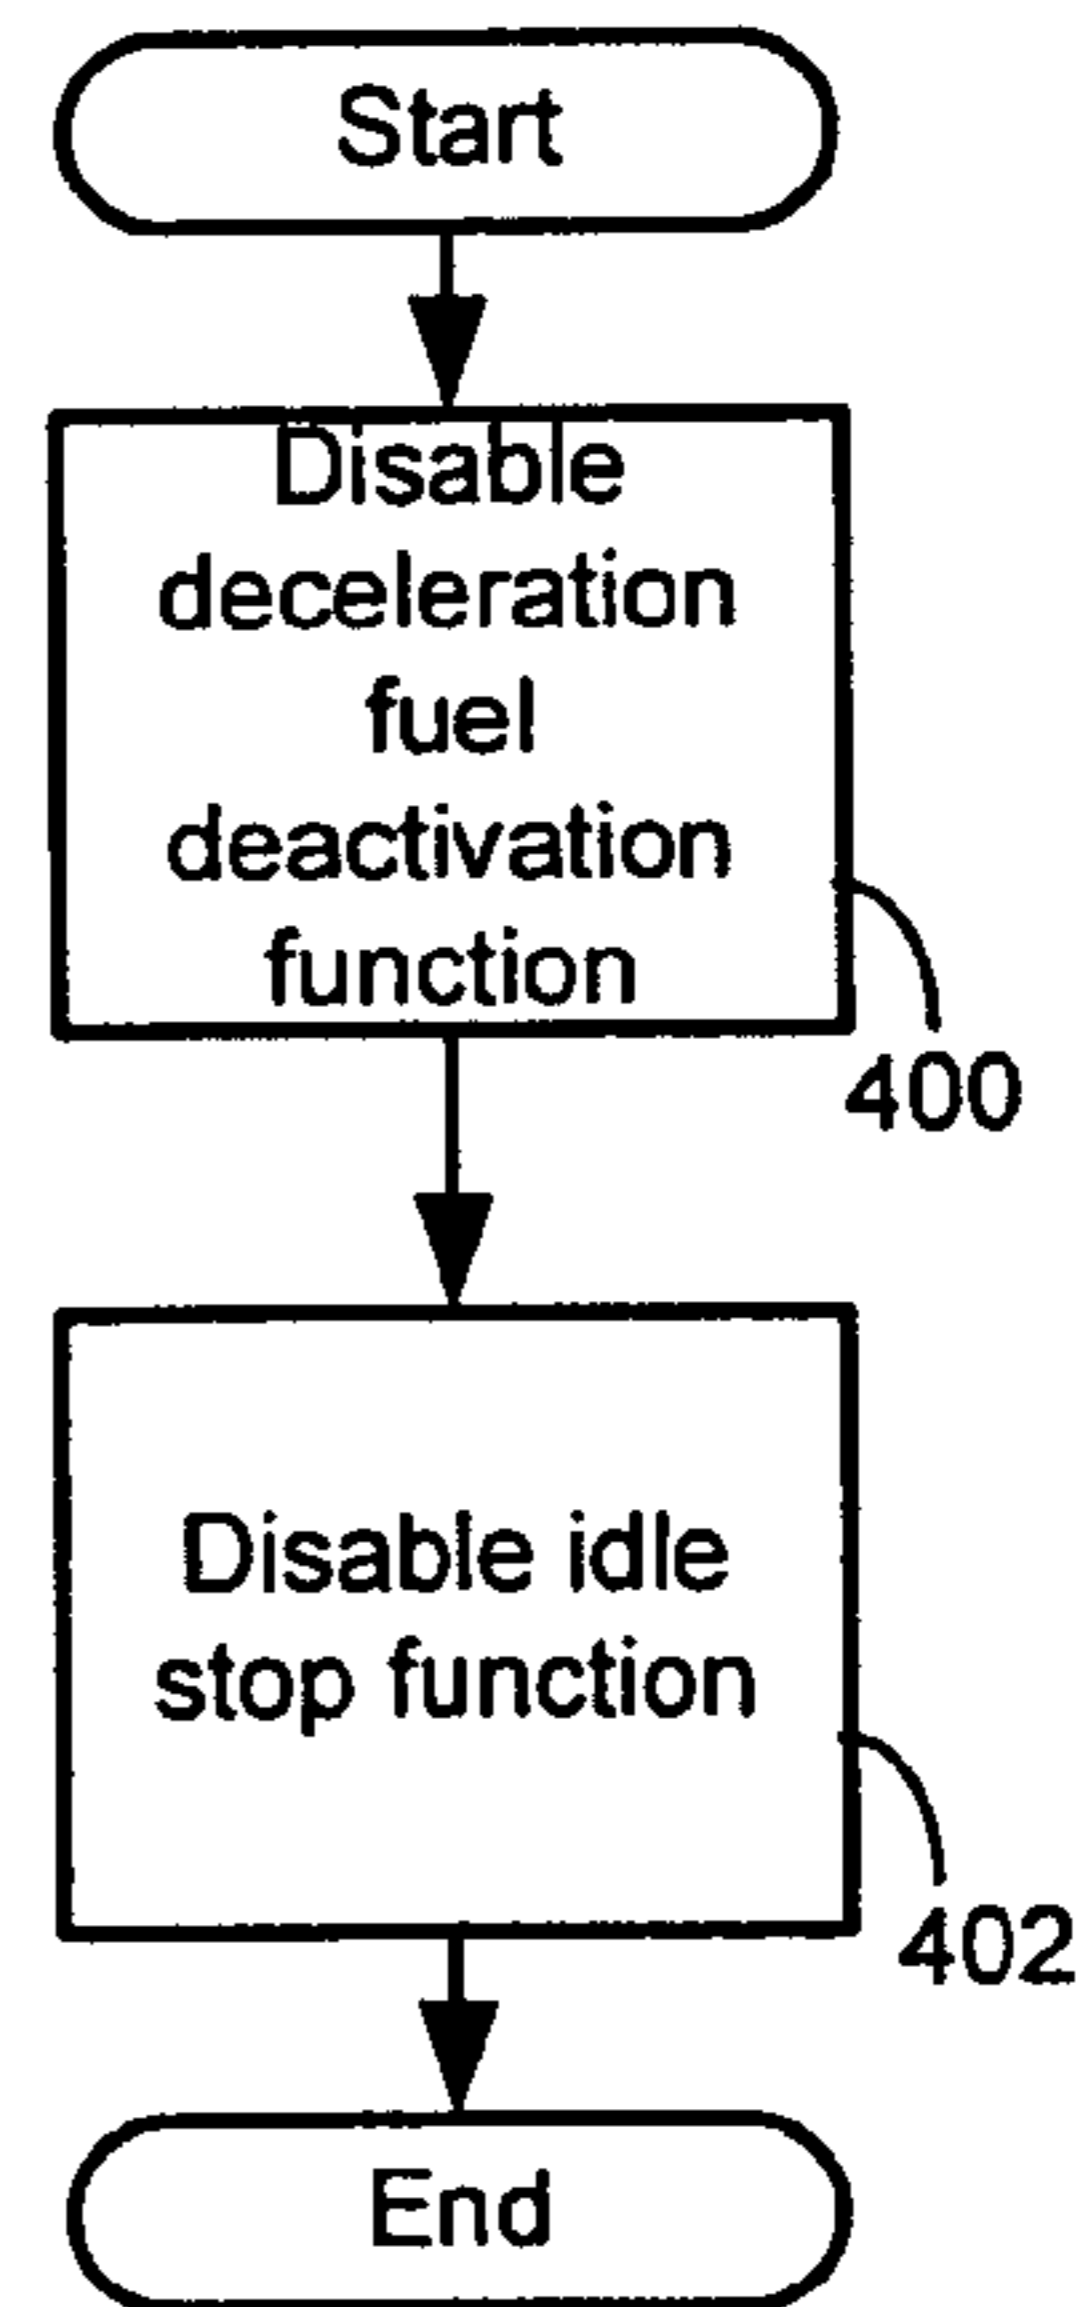 Start
Disable
deceleration
fuel
deactivation
function
400
Disable idle
stop function
402
End